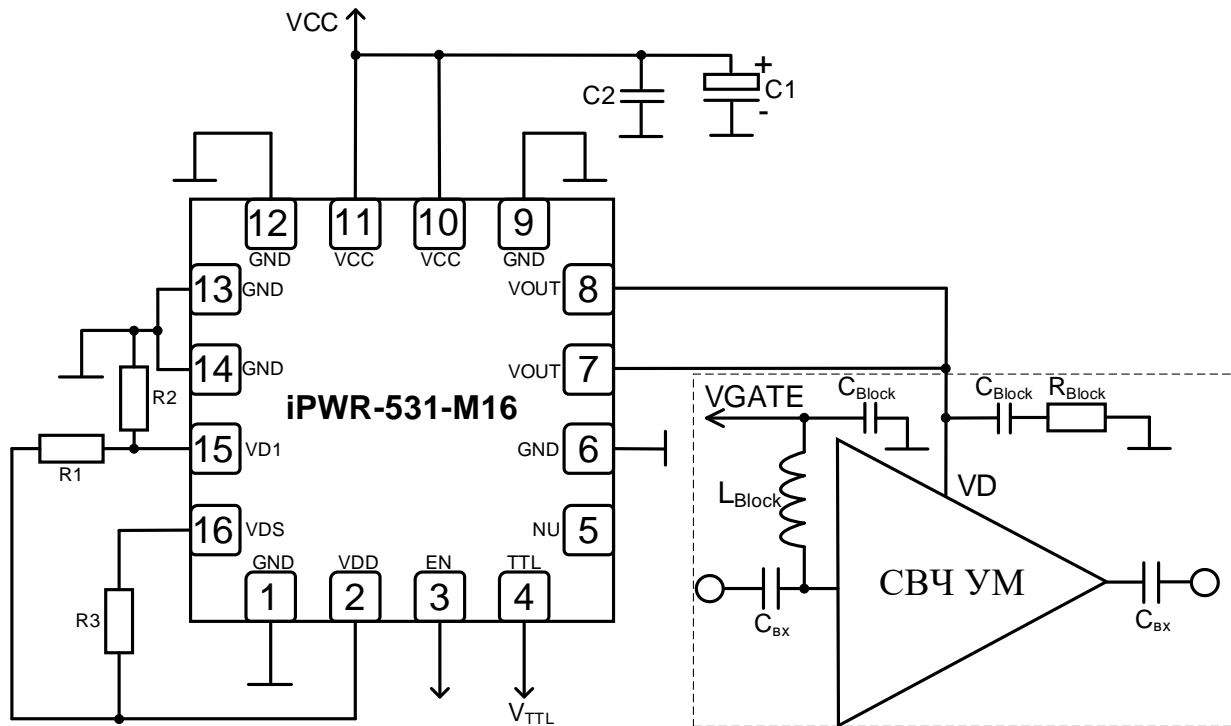 VCC
C2
+
C1
-
12
11
10
9
GND
VCC
VCC
GND
13
GND
VOUT
8
14
GND
VOUT
7
R2
iPWR-531-M16
VGATE
CBlock
CBlock
RBlock
R1
15
VD1
GND
6
LBlock
VD
16
VDS
NU
5
СВЧ УМ
GND
VDD
EN
TTL
1
2
3
4
R3
Cвх
Cвх
VTTL